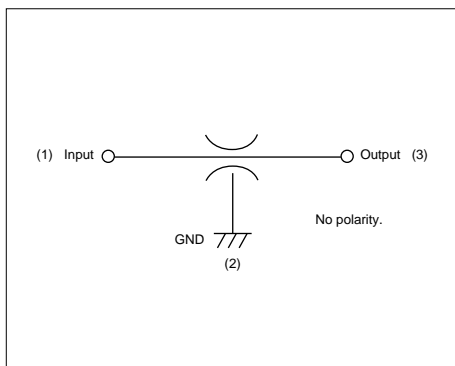 (1) Input Output (3)
No polarity.
GND
(2)